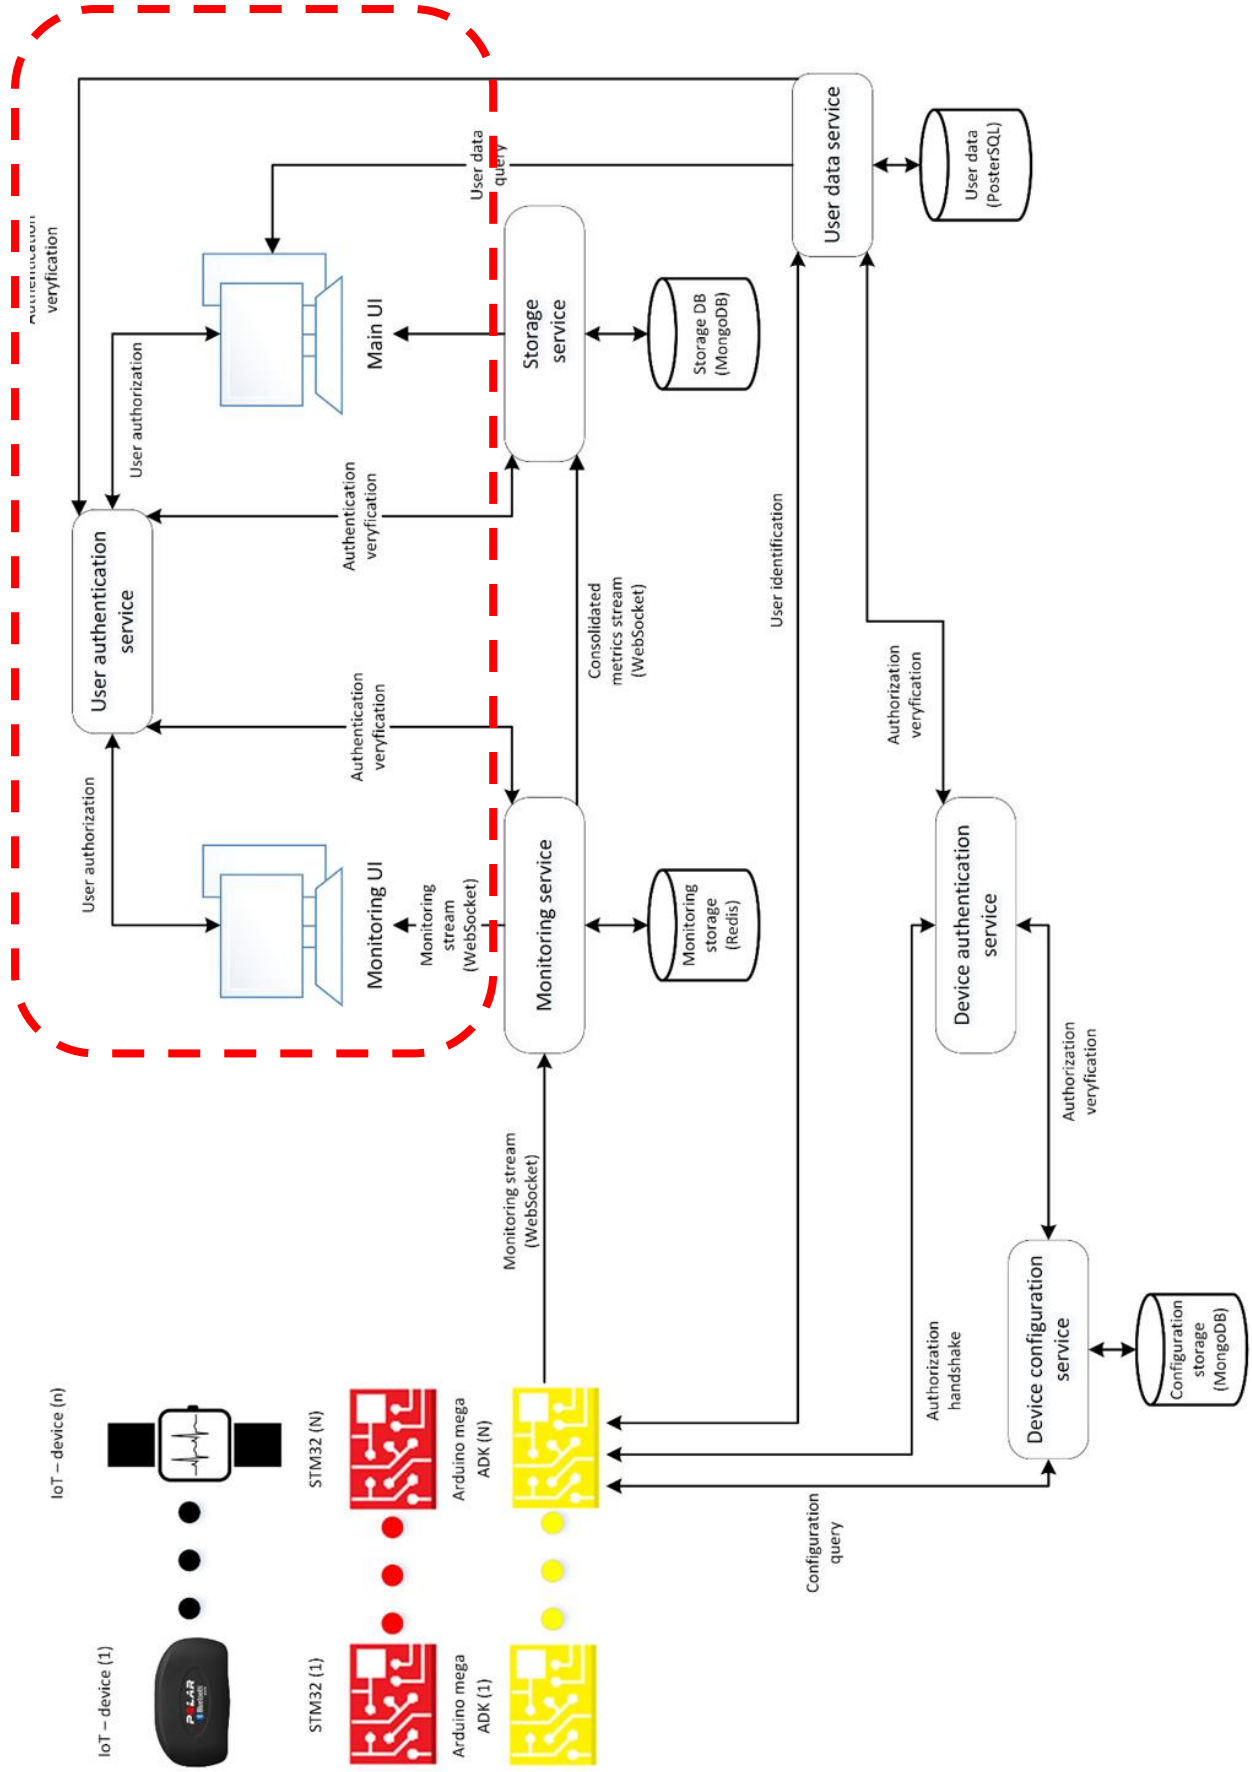 IoT – device (1)
IoT – device (n)
POLAR
Bluetooth
STM32 (1)
STM32 (N)
Arduino mega
ADK (1)
Arduino mega
ADK (N)
Monitoring stream
(WebSocket)
Configuration
query
Authorization
handshake
User identification
Device configuration
service
Configuration
storage
(MongoDB)
Authorization
veryfication
Device authentication
service
Authorization
veryfication
User authorization
Monitoring UI
Monitoring
stream
(WebSocket)
Monitoring service
Monitoring
storage
(Redis)
Authentication
veryfication
User authentication
service
Consolidated
metrics stream
(WebSocket)
Authentication
veryfication
User authorization
Main UI
Storage
service
Storage DB
(MongoDB)
Authentication
veryfication
User data
query
User data service
User data
(PosterSQL)